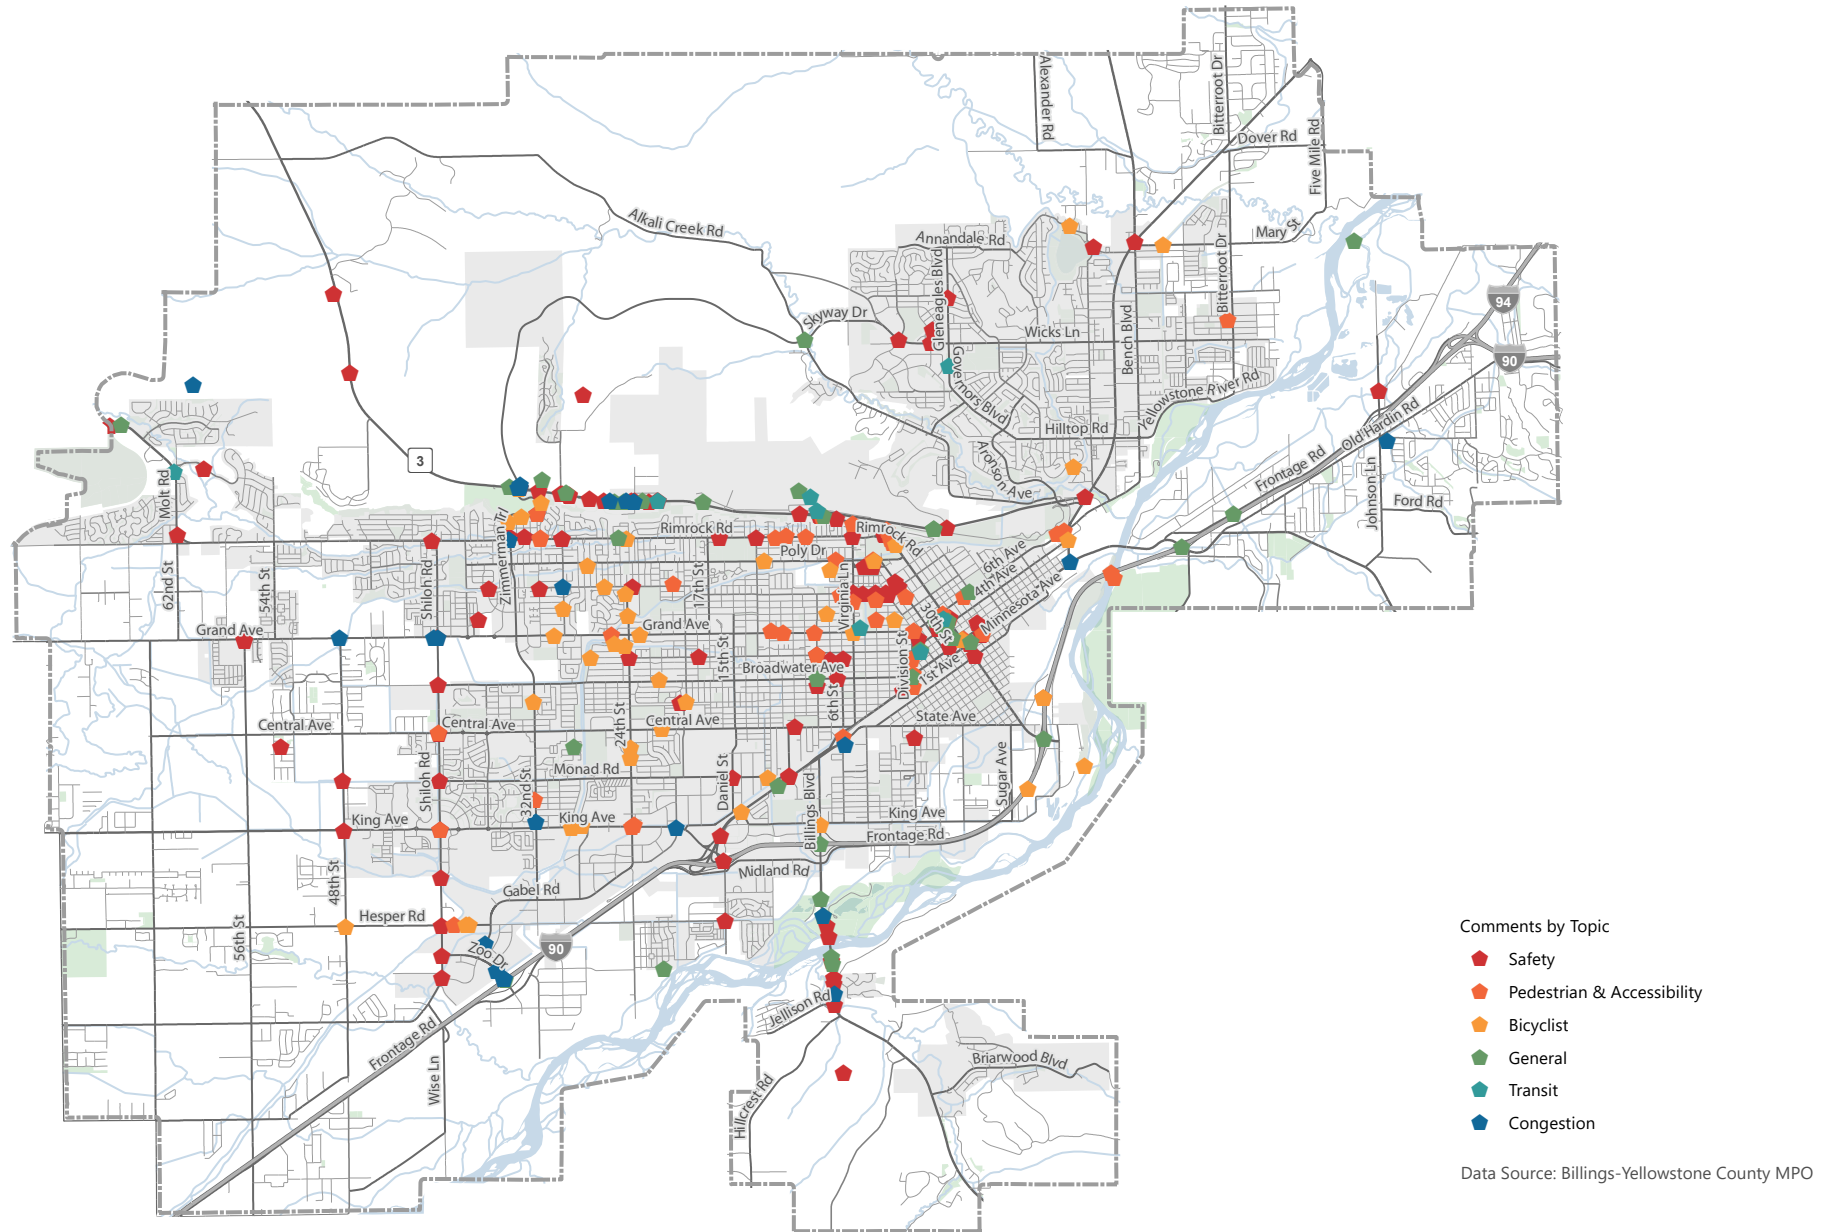 Alexander Rd
Bitterroot Dr
Dover Rd
Five Mile Rd
Alkali Creek Rd
Annandale Rd
Mary St
Gleneagles Blvd
Bitterroot Dr
94
Skyway Dr
Wicks Ln
Bench Blvd
90
Governors Blvd
Yellowstone River Rd
Hilltop Rd
Old Hardin Rd
3
Aronson Ave
Frontage Rd
Molt Rd
Johnson Ln
Ford Rd
Zimmerman Trl
Rimrock Rd
Rimrock Rd
Poly Dr
6th Ave
4th Ave
62nd St
54th St
Shiloh Rd
17th St
Virginia Ln
Minnesota Ave
30th St
Grand Ave
Grand Ave
15th St
Division St
Broadwater Ave
1st Ave
6th St
Central Ave
Central Ave
24th St
Central Ave
State Ave
Shiloh Rd
Monad Rd
Daniel St
Sugar Ave
32nd St
Billings Blvd
King Ave
King Ave
King Ave
Frontage Rd
48th St
Midland Rd
Gabel Rd
Hesper Rd
56th St
Zoo Dr
90
Jellison Rd
Frontage Rd
Wise Ln
Briarwood Blvd
Hillcrest Rd
Comments by Topic
Safety
Pedestrian & Accessibility
Bicyclist
General
Transit
Congestion
Data Source: Billings-Yellowstone County MPO